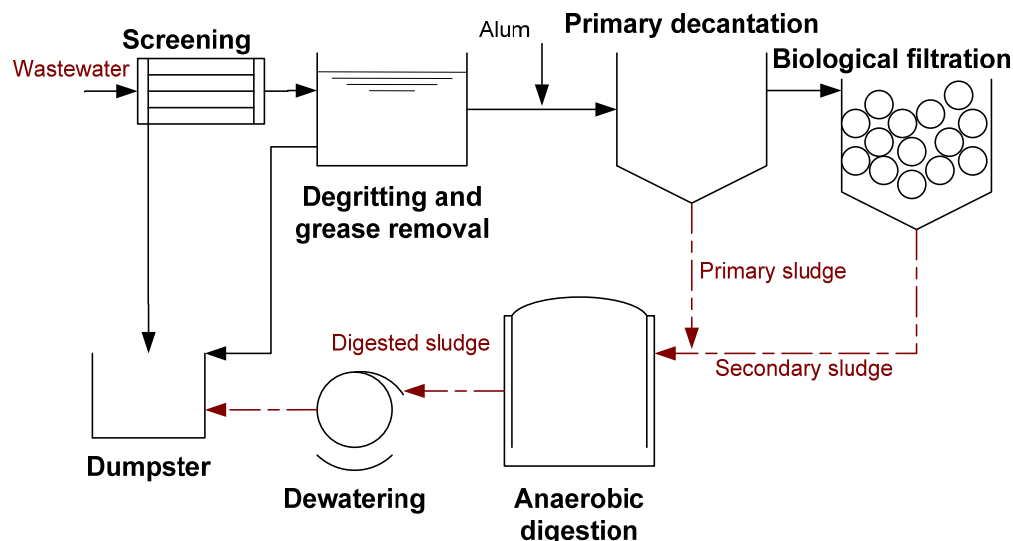 Screening
Wastewater
Alum
Primary decantation
Biological filtration
Degritting and
grease removal
Primary sludge
Digested sludge
Secondary sludge
Dumpster
Dewatering
Anaerobic
digestion